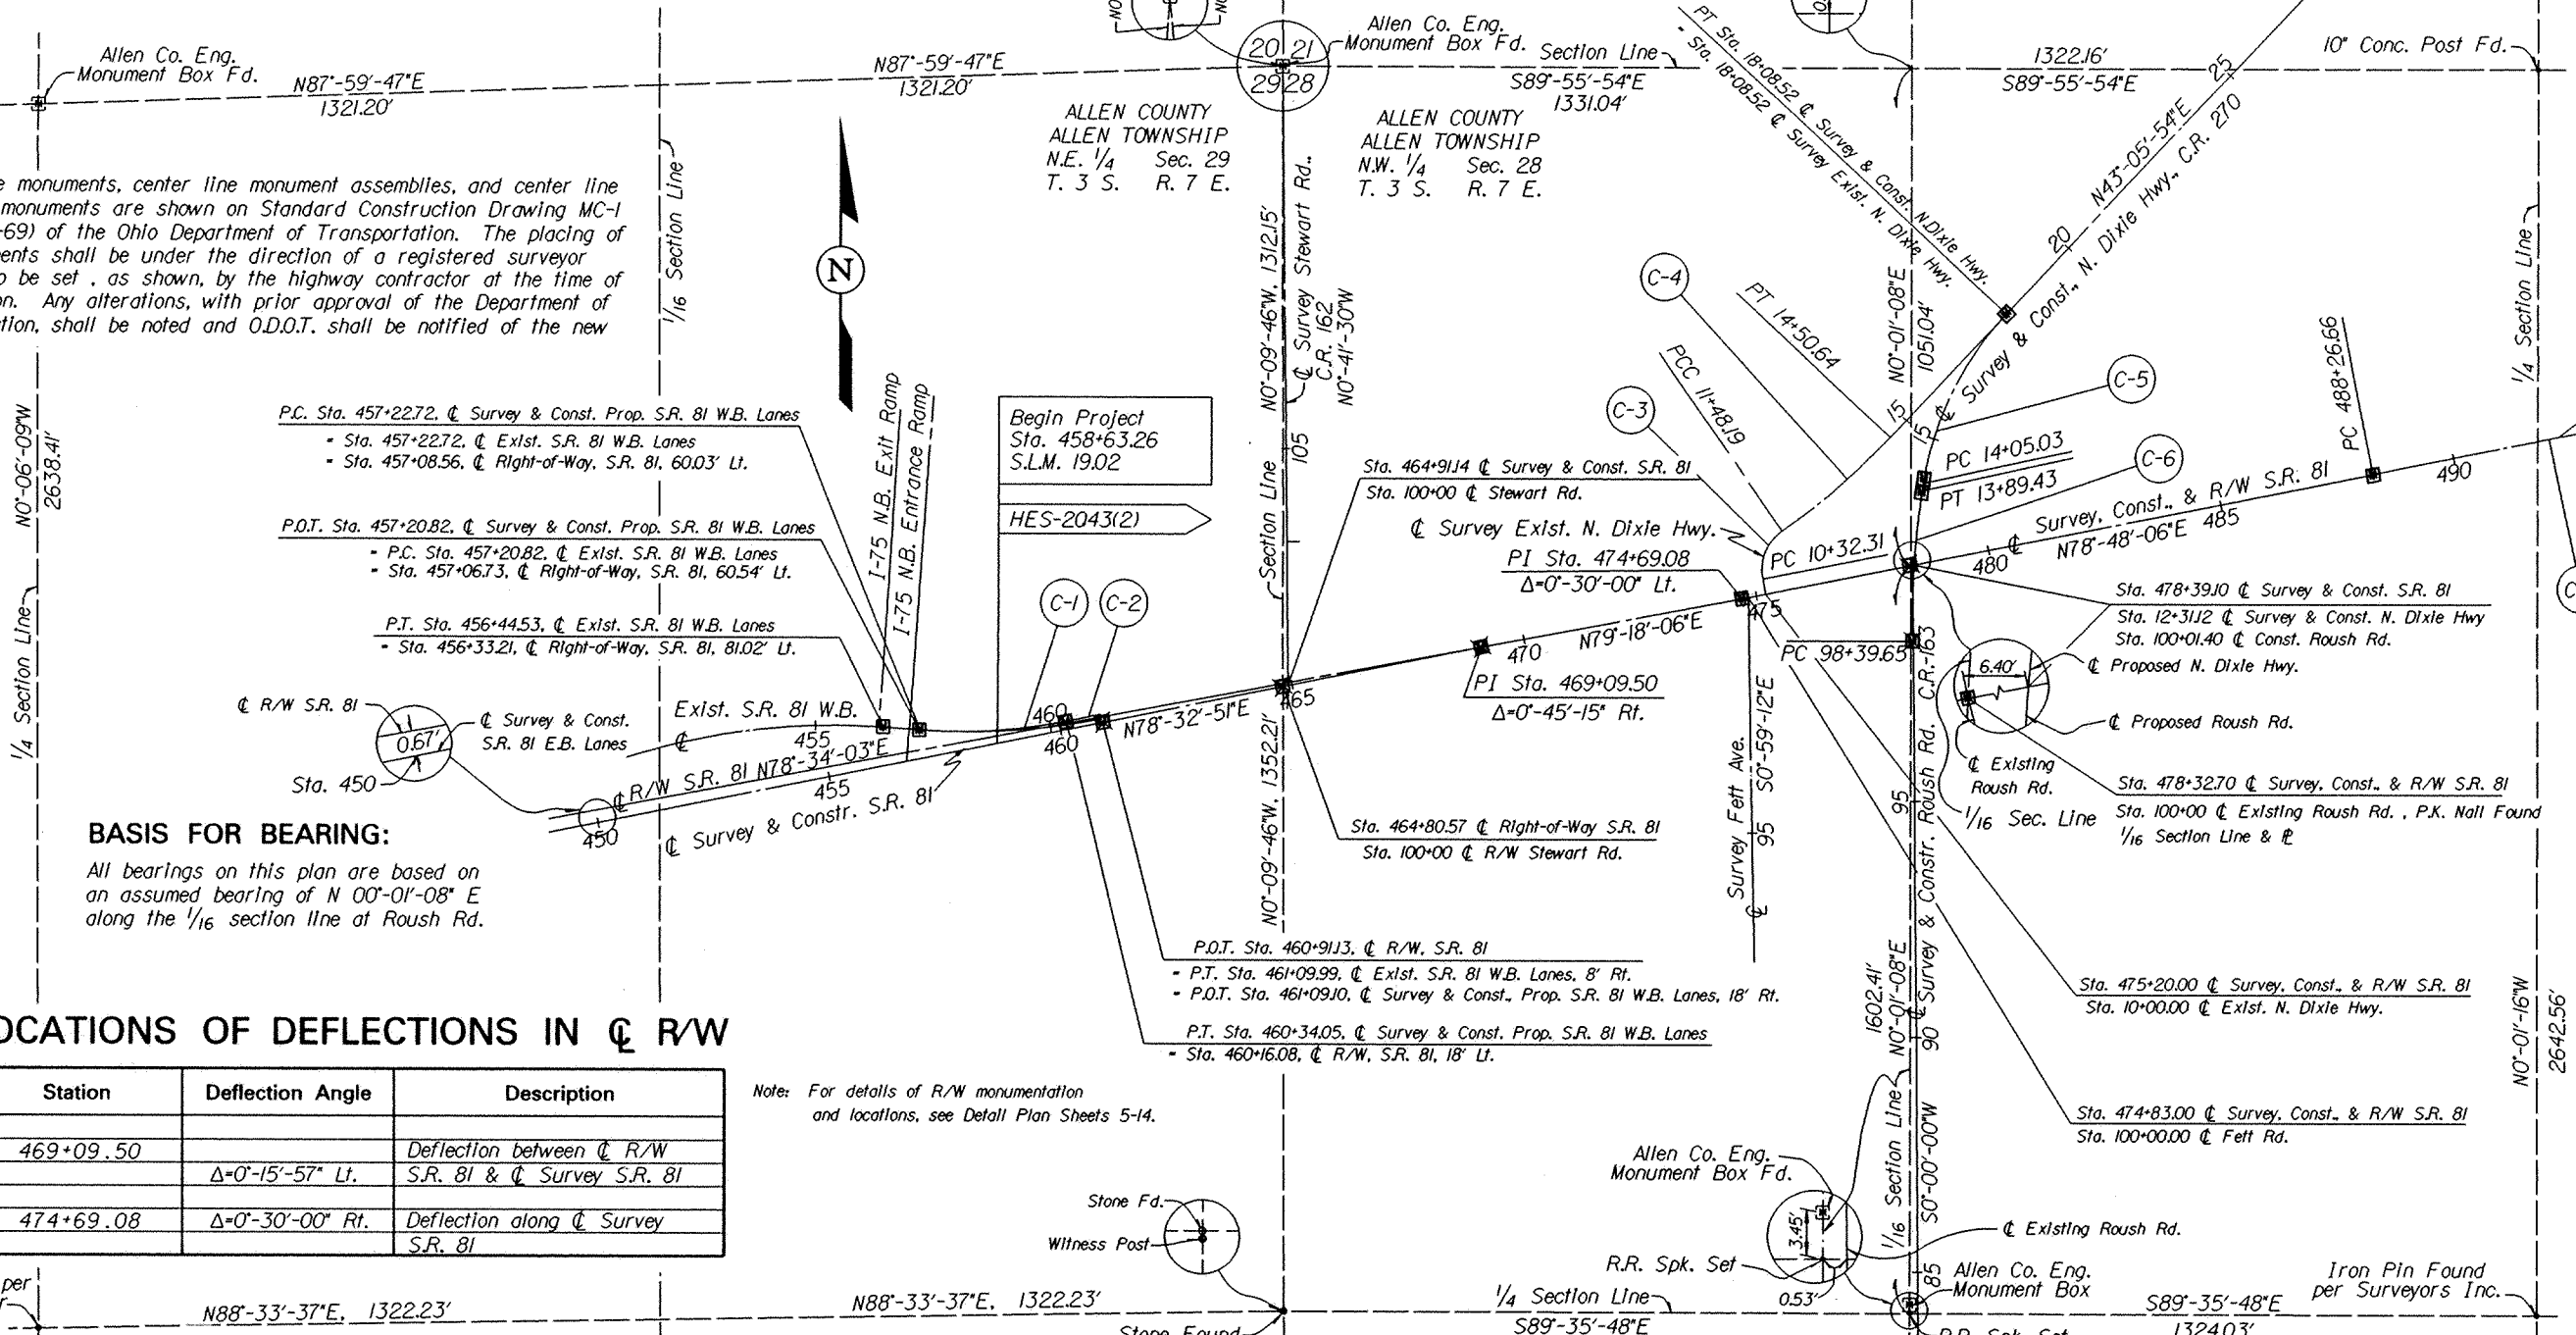 Allen Co. Eng.
Monument Box Fd.
N87°-59'-47"E
1321.20'
N87°-59'-47"E
1321.20'
20 21
29 28
Allen Co. Eng.
Monument Box Fd.
Section Line
S89°-55'-54"E
1331.04'
1322.16'
S89°-55'-54"E
10" Conc. Post Fd.
ALLEN COUNTY
ALLEN TOWNSHIP
N.E. 1/4 Sec. 29
T. 3 S. R. 7 E.
ALLEN COUNTY
ALLEN TOWNSHIP
N.W. 1/4 Sec. 28
T. 3 S. R. 7 E.
PT Sta. 18+08.52 ℄ Survey & Const. N.Dixie Hwy.
- Sta. 18+08.52 ℄ Survey Exist. N. Dixie Hwy.
25
N43°-05'-54"E
20
℄ Survey & Const., N. Dixie Hwy., C.R. 270
monuments, center line monument assemblies, and center line
monuments are shown on Standard Construction Drawing MC-1
-69) of the Ohio Department of Transportation. The placing of
ents shall be under the direction of a registered surveyor
be set , as shown, by the highway contractor at the time of
n. Any alterations, with prior approval of the Department of
tion, shall be noted and O.D.O.T. shall be notified of the new
1/16 Section Line
N
N0°-09'-46"W, 1312.15'
℄ Survey Stewart Rd..
C.R. 162
N0°-41'-30"W
Section Line
105
N0°-01'-08"E
1051.04'
1/4 Section Line
N0°-06'-09"W
2638.41'
1/4 Section Line
P.C. Sta. 457+22.72, ℄ Survey & Const. Prop. S.R. 81 W.B. Lanes
- Sta. 457+22.72, ℄ Exist. S.R. 81 W.B. Lanes
- Sta. 457+08.56, ℄ Right-of-Way, S.R. 81, 60.03' Lt.
P.O.T. Sta. 457+20.82, ℄ Survey & Const. Prop. S.R. 81 W.B. Lanes
- P.C. Sta. 457+20.82, ℄ Exist. S.R. 81 W.B. Lanes
- Sta. 457+06.73, ℄ Right-of-Way, S.R. 81, 60.54' Lt.
P.T. Sta. 456+44.53, ℄ Exist. S.R. 81 W.B. Lanes
- Sta. 456+33.21, ℄ Right-of-Way, S.R. 81, 81.02' Lt.
I-75 N.B. Exit Ramp
I-75 N.B. Entrance Ramp
Begin Project
Sta. 458+63.26
S.L.M. 19.02
HES-2043(2)
C-1
C-2
C-3
C-4
C-5
C-6
PCC 11+48.19
PT 14+50.64
15
15
PC 14+05.03
PT 13+89.43
PC 488+26.66
Sta. 464+91.14 ℄ Survey & Const. S.R. 81
Sta. 100+00 ℄ Stewart Rd.
℄ Survey Exist. N. Dixie Hwy.
PC 10+32.31
PI Sta. 474+69.08
Δ=0°-30'-00" Lt.
475
℄ Survey, Const., & R/W S.R. 81
N78°-48'-06"E
480
485
490
N79°-18'-06"E
470
PI Sta. 469+09.50
Δ=0°-45'-15" Rt.
PC 98+39.65
Sta. 478+39.10 ℄ Survey & Const. S.R. 81
Sta. 12+31.12 ℄ Survey & Const. N. Dixie Hwy
Sta. 100+01.40 ℄ Const. Roush Rd.
℄ Proposed N. Dixie Hwy.
6.40'
℄ Proposed Roush Rd.
℄ Existing
Roush Rd.
1/16 Sec. Line
Sta. 478+32.70 ℄ Survey, Const., & R/W S.R. 81
Sta. 100+00 ℄ Existing Roush Rd. , P.K. Nail Found
1/16 Section Line & ℄
℄ R/W S.R. 81
0.67'
℄ Survey & Const.
S.R. 81 E.B. Lanes
Sta. 450
450
Exist. S.R. 81 W.B.
℄
455
460
460
465
℄ R/W S.R. 81 N78°-34'-03"E
455
℄ Survey & Constr. S.R. 81
N78°-32'-51"E
N0°-09'-46"W, 1352.21'
Sta. 464+80.57 ℄ Right-of-Way S.R. 81
Sta. 100+00 ℄ R/W Stewart Rd.
℄ Survey Fett Ave.
95
S0°-59'-12"E
95
℄ Survey & Constr. Roush Rd. C.R.-163
90
BASIS FOR BEARING:
All bearings on this plan are based on
an assumed bearing of N 00°-01'-08" E
along the 1/16 section line at Roush Rd.
P.O.T. Sta. 460+91.13, ℄ R/W, S.R. 81
- P.T. Sta. 461+09.99, ℄ Exist. S.R. 81 W.B. Lanes, 8' Rt.
- P.O.T. Sta. 461+09.10, ℄ Survey & Const., Prop. S.R. 81 W.B. Lanes, 18' Rt.
P.T. Sta. 460+34.05, ℄ Survey & Const. Prop. S.R. 81 W.B. Lanes
- Sta. 460+16.08, ℄ R/W, S.R. 81, 18' Lt.
Sta. 475+20.00 ℄ Survey, Const., & R/W S.R. 81
Sta. 10+00.00 ℄ Exist. N. Dixie Hwy.
Sta. 474+83.00 ℄ Survey, Const., & R/W S.R. 81
Sta. 100+00.00 ℄ Fett Rd.
1602.41'
N0°-01'-08"E
1/16 Section Line
S0°-00'-00"W
85
N0°-01'-16"W
2642.56'
OCATIONS OF DEFLECTIONS IN ℄ R/W
Station Deflection Angle Description
469+09.50 Deflection between ℄ R/W
Δ=0°-15'-57" Lt. S.R. 81 & ℄ Survey S.R. 81
474+69.08 Δ=0°-30'-00" Rt. Deflection along ℄ Survey
S.R. 81
Note: For details of R/W monumentation
and locations, see Detail Plan Sheets 5-14.
Stone Fd.
Witness Post
Allen Co. Eng.
Monument Box Fd.
3.45'
R.R. Spk. Set
0.53'
℄ Existing Roush Rd.
Allen Co. Eng.
Monument Box
Iron Pin Found
per Surveyors Inc.
per
N88°-33'-37"E, 1322.23'
N88°-33'-37"E, 1322.23'
1/4 Section Line
S89°-35'-48"E
S89°-35'-48"E
1324.03'
Stone Found
R.R. Spk. Set